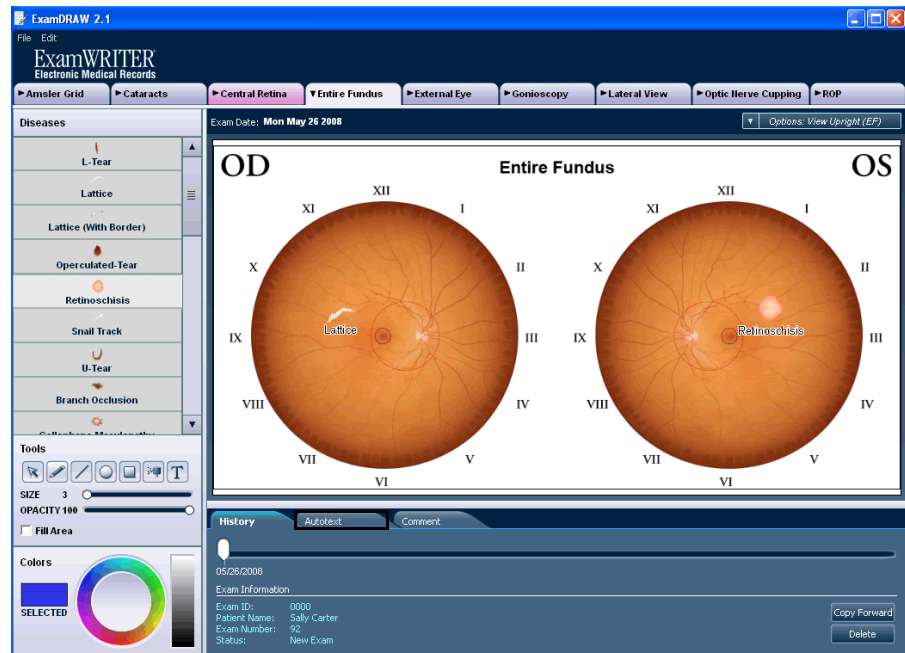 ExamDRAW 2.1
File Edit
ExamWRITER
Electronic Medical Records
Amsler Grid
Cataracts
Central Retina
Entire Fundus
External Eye
Gonioscopy
Lateral View
Optic Nerve Cupping
ROP
Diseases
L-Tear
Lattice
Lattice (With Border)
Operculated-Tear
Retinoschisis
Snail Track
U-Tear
Branch Occlusion
Tools
T
SIZE 3
OPACITY 100
Fill Area
Colors
SELECTED
Exam Date: Mon May 26 2008
Options: View Upright (EF)
OD
Entire Fundus
OS
XII
XI I
X II
IX III
VIII IV
VII V
VI
Lattice
XII
XI I
X II
IX III
VIII IV
VII V
VI
Retinoschisis
History
Autotext
Comment
05/26/2008
Exam Information
Exam ID: 0000
Patient Name: Sally Carter
Exam Number: 92
Status: New Exam
Copy Forward
Delete